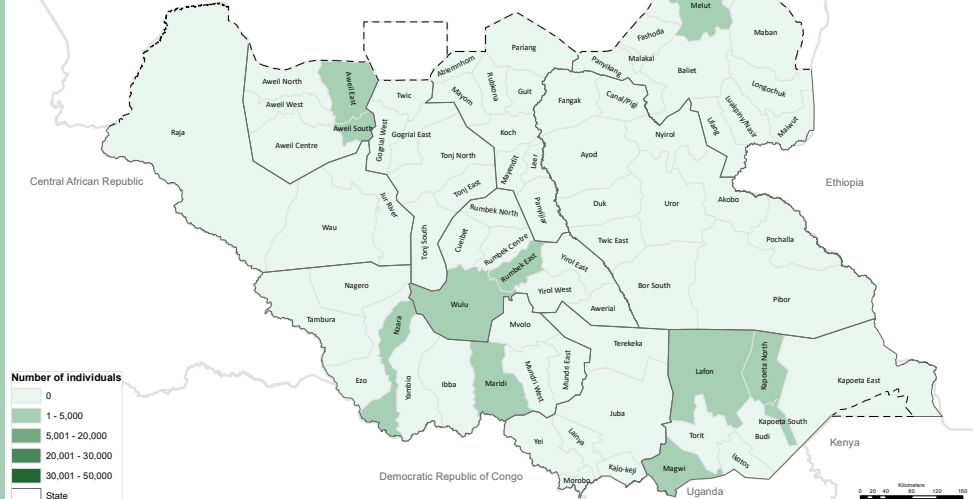 Melut
Maban
Fashoda
Malakal
Pariang
Panyikang
Baliet
Abiemnhom
Aweil North
Aweil East
Twic
Mayom
Rubkona
Guit
Fangak
Canal/Pigi
Longochuk
Luakpiny/Nasir
Maiwut
Ulang
Aweil West
Aweil South
Gogrial West
Gogrial East
Koch
Nyirol
Raja
Aweil Centre
Tonj North
Mayendit
Leer
Ayod
Central African Republic
Ethiopia
Tonj East
Jur River
Panyijiar
Duk
Uror
Akobo
Rumbek North
Wau
Tonj South
Cueibet
Rumbek Centre
Twic East
Pochalla
Rumbek East
Yirol East
Nagero
Yirol West
Bor South
Pibor
Wulu
Awerial
Tambura
Nzara
Mvolo
Terekeka
Lafon
Kapoeta North
Ezo
Yambio
Ibba
Maridi
Mundri West
Mundri East
Kapoeta East
Juba
Kapoeta South
Torit
Budi
Yei
Lainya
Kenya
Ikotos
Kajo-keji
Magwi
Morobo
Democratic Republic of Congo
Uganda
Number of individuals
0
1 - 5,000
5,001 - 20,000
20,001 - 30,000
30,001 - 50,000
State
Kilometers
0 20 40 80 120 160